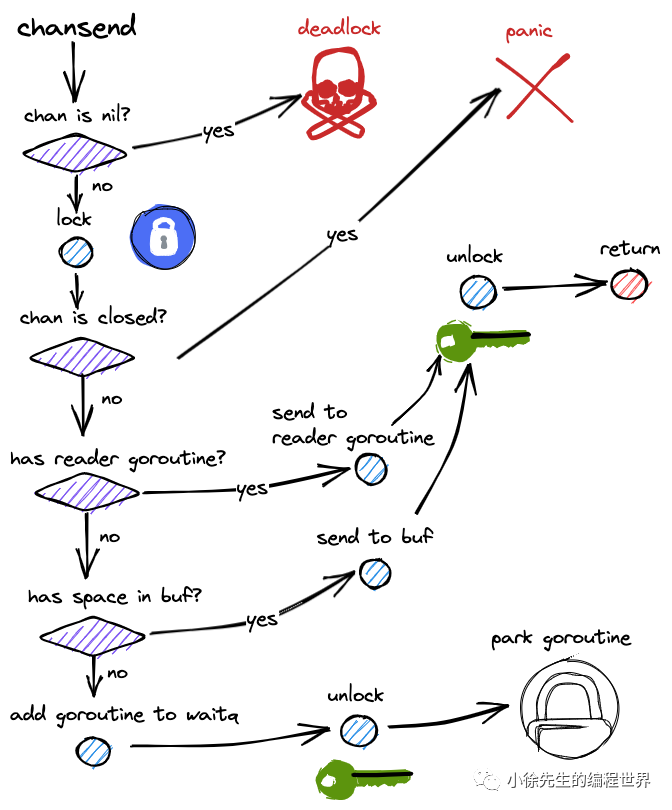 chansend
deadlock
panic
chan is nil?
yes
no
lock
yes
unlock
return
chan is closed?
no
send to
reader goroutine
has reader goroutine?
yes
no
send to buf
has space in buf?
yes
no
park goroutine
add goroutine to waitq
unlock
小徐先生的编程世界